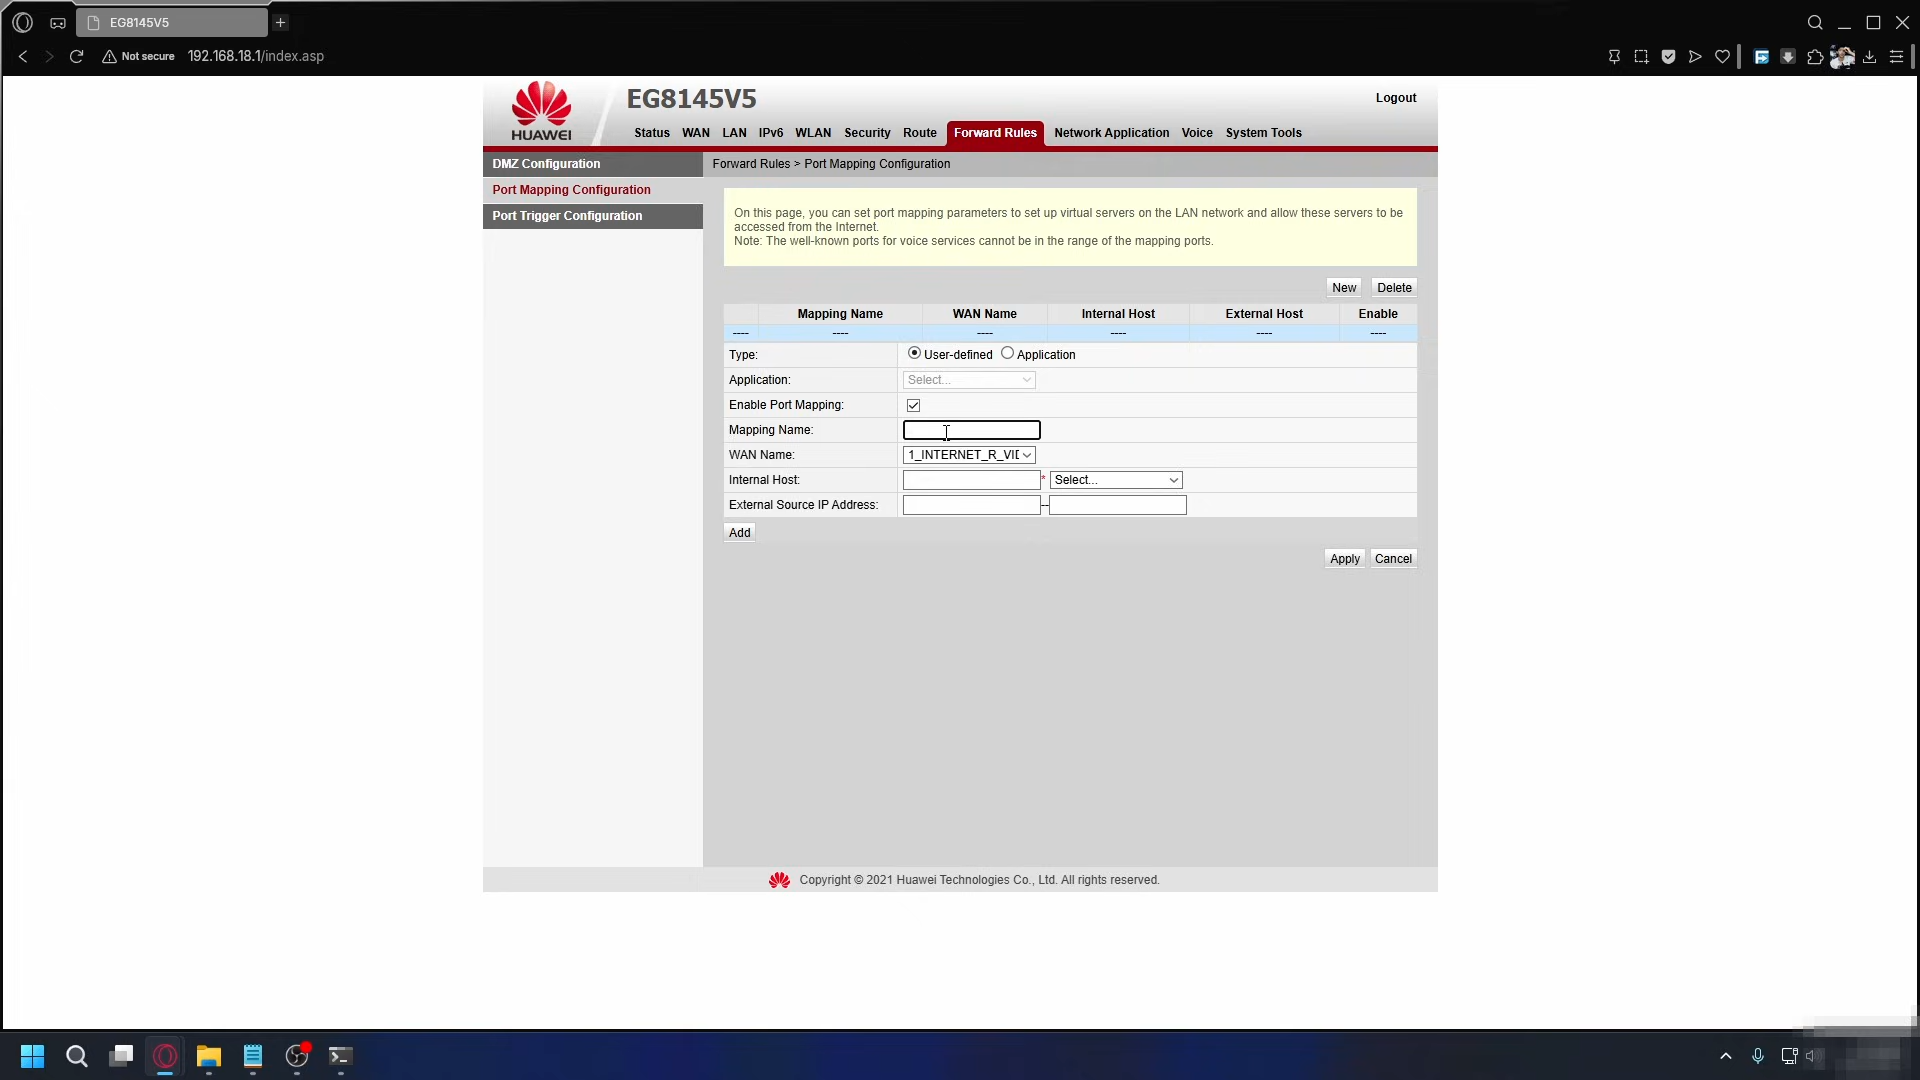 EG8145V5
Not secure 192.168.18.1/index.asp
HUAWEI
EG8145V5
Logout
Status WAN LAN IPv6 WLAN Security Route Forward Rules Network Application Voice System Tools
DMZ Configuration
Port Mapping Configuration
Port Trigger Configuration
Forward Rules > Port Mapping Configuration
On this page, you can set port mapping parameters to set up virtual servers on the LAN network and allow these servers to be
accessed from the Internet.
Note: The well-known ports for voice services cannot be in the range of the mapping ports.
New Delete
Mapping Name WAN Name Internal Host External Host Enable
---- ---- ---- ---- ---- ----
Type: User-defined Application
Application: Select...
Enable Port Mapping:
Mapping Name:
WAN Name: 1_INTERNET_R_VID
Internal Host: * Select...
External Source IP Address: --
Add
Apply Cancel
Copyright © 2021 Huawei Technologies Co., Ltd. All rights reserved.